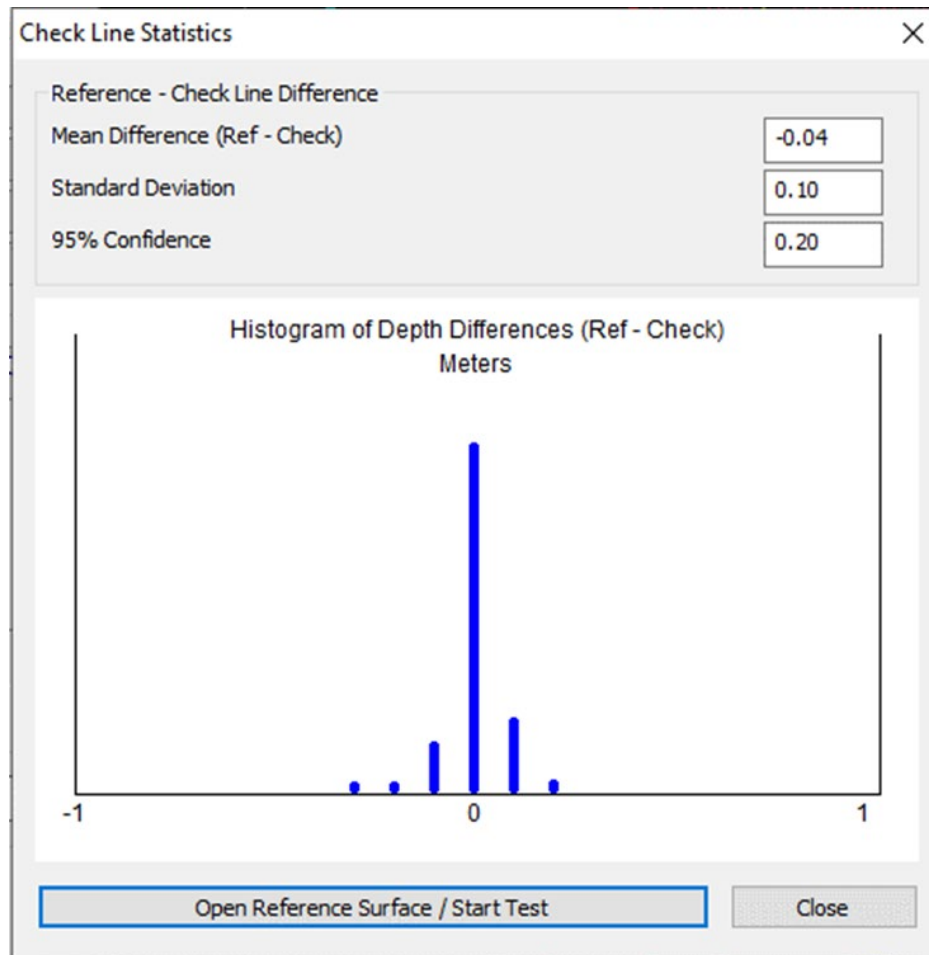 Check Line Statistics
Reference - Check Line Difference
Mean Difference (Ref - Check) -0.04
Standard Deviation 0.10
95% Confidence 0.20
Histogram of Depth Differences (Ref - Check)
Meters
-1 0 1
Open Reference Surface / Start Test Close